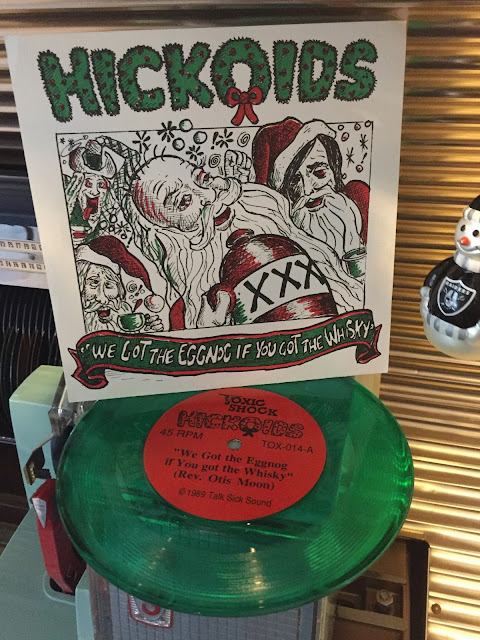 HICKOIDS
XXX
"WE GOT THE EGGNOG IF YOU GOT THE WHISKY"
TOXIC
SHOCK
HICKOIDS
45 RPM
TOX-014-A
"We Got the Eggnog
if You got the Whisky"
(Rev. Otis Moon)
© 1989 Talk Sick Sound
RAIDERS